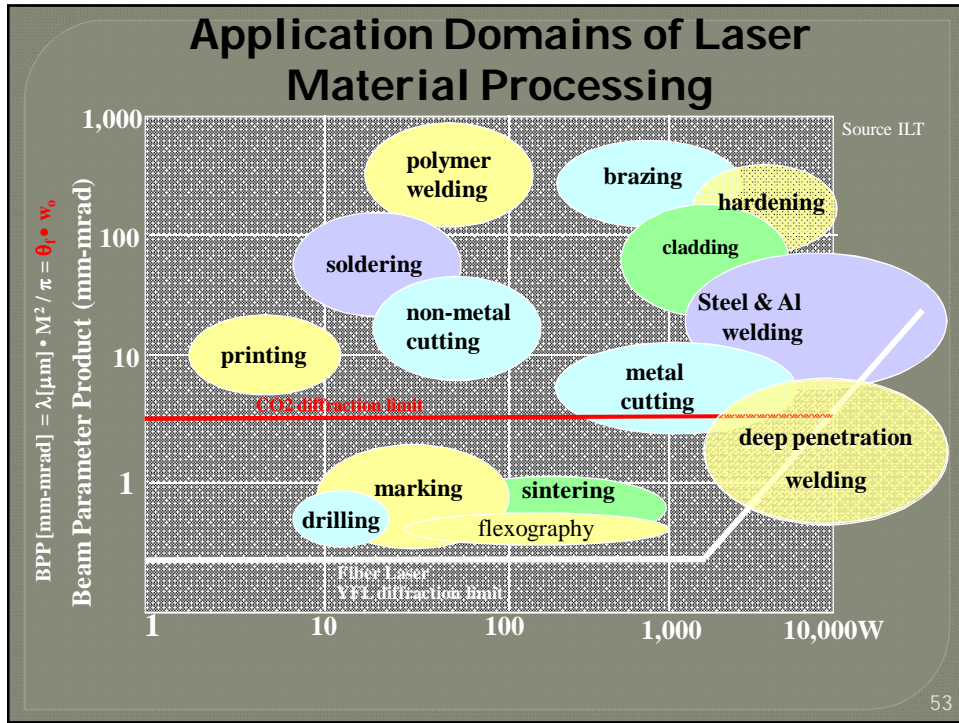 Application Domains of Laser
Material Processing
Source ILT
BPP [mm-mrad] = λ[μm] • M² / π = θf • wo
Beam Parameter Product (mm-mrad)
1,000
100
10
1
polymer
welding
brazing
hardening
cladding
soldering
Steel & Al
welding
non-metal
cutting
printing
metal
cutting
CO2 diffraction limit
deep penetration
welding
marking
sintering
drilling
flexography
Fiber Laser
YFL diffraction limit
1
10
100
1,000
10,000W
53